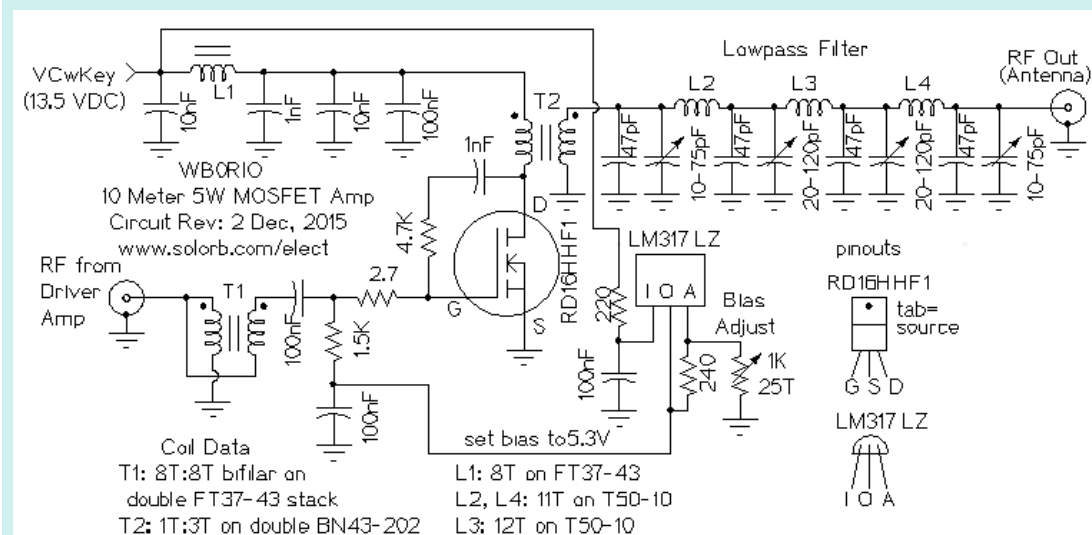 VCwKey
(13.5 VDC)
L1
10nF
1nF
10nF
100nF
T2
Lowpass Filter
L2
L3
L4
RF Out
(Antenna)
47pF
10-75pF
47pF
20-120pF
47pF
20-120pF
47pF
10-75pF
WB0RIO
10 Meter 5W MOSFET Amp
Circuit Rev: 2 Dec, 2015
www.solorb.com/elect
1nF
4.7K
D
G
S
RD16HHF1
RF from
Driver
Amp
T1
100nF
2.7
1.5K
100nF
LM317 LZ
I O A
220
100nF
240
Bias
Adjust
1K
25T
set bias to5.3V
pinouts
RD16HHF1
tab=
source
G S D
LM317 LZ
I O A
Coil Data
T1: 8T:8T bifilar on
double FT37-43 stack
T2: 1T:3T on double BN43-202
L1: 8T on FT37-43
L2, L4: 11T on T50-10
L3: 12T on T50-10